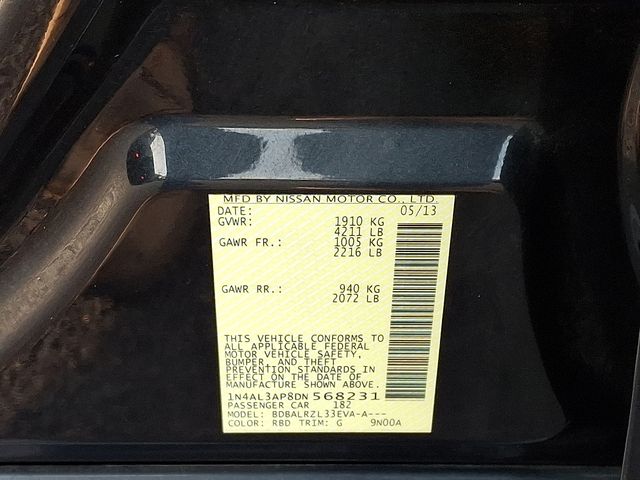 MFD BY NISSAN MOTOR CO., LTD.
DATE: 05/13
GVWR: 1910 KG
4211 LB
GAWR FR.: 1005 KG
2216 LB
GAWR RR.: 940 KG
2072 LB
THIS VEHICLE CONFORMS TO
ALL APPLICABLE FEDERAL
MOTOR VEHICLE SAFETY,
BUMPER, AND THEFT
PREVENTION STANDARDS IN
EFFECT ON THE DATE OF
MANUFACTURE SHOWN ABOVE.
1N4AL3AP8DN568231
PASSENGER CAR 182
MODEL: BDBALRZL33EVA-A---
COLOR: RBD TRIM: G 9N00A